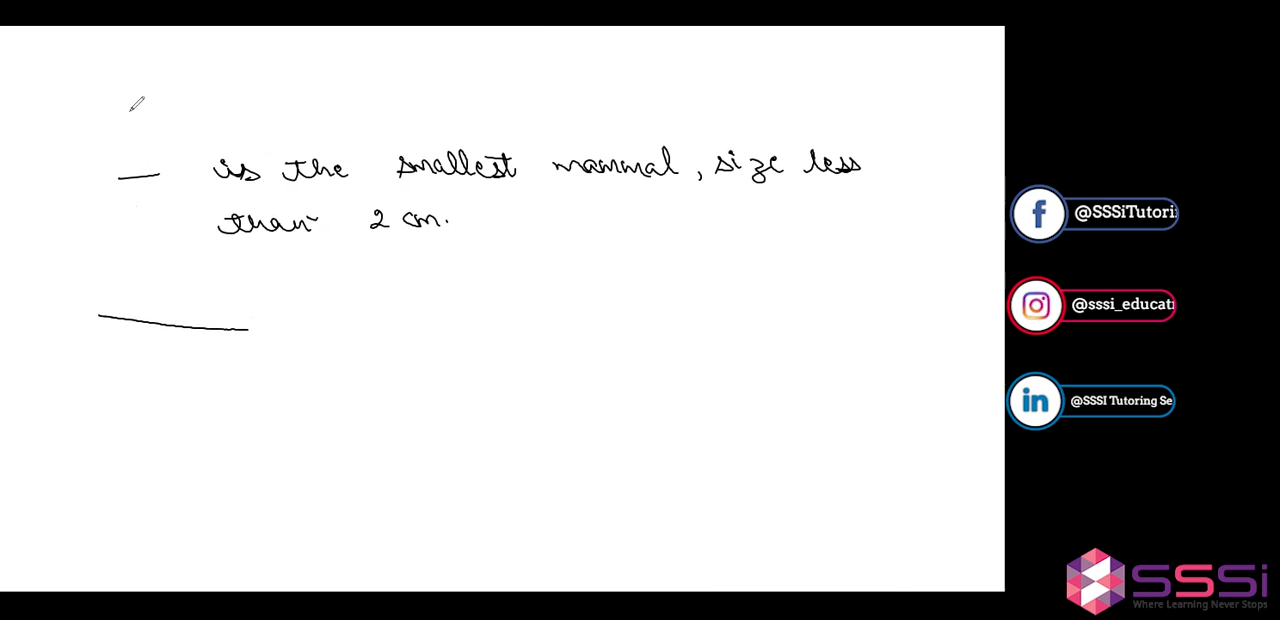 — is the smallest mammal, size less
than 2 cm.
@SSSiTutori
@sssi_educati
@SSSI Tutoring Se
SSSi
Where Learning Never Stops